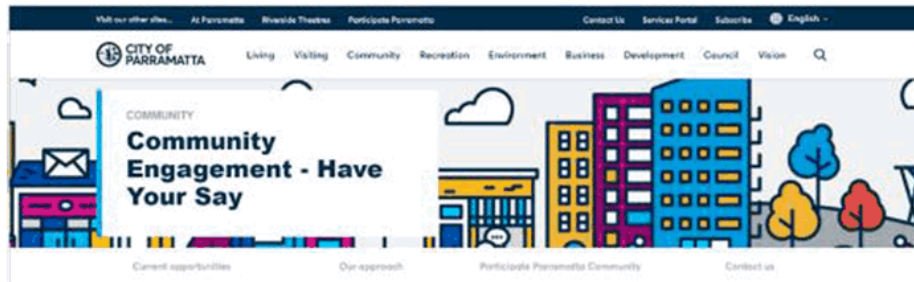 Visit our other sites... At Parramatta Riverside Theatres Participate Parramatta Contact Us Services Portal Subscribe English
CITY OF
PARRAMATTA
Living Visiting Community Recreation Environment Business Development Council Vision
COMMUNITY
Community
Engagement - Have
Your Say
Current opportunities Our approach Participate Parramatta Community Contact us